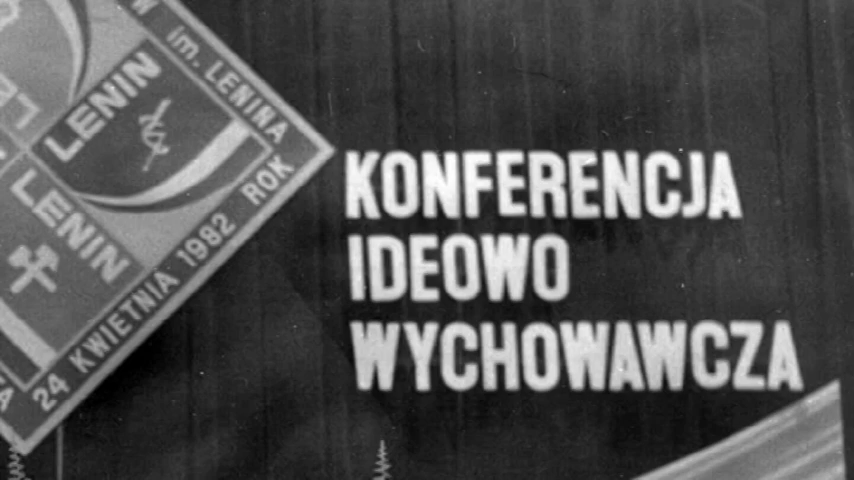 W im. LENINA
LENIN
LENIN
24 KWIETNIA 1982 ROK
KONFERENCJA
IDEOWO
WYCHOWAWCZA